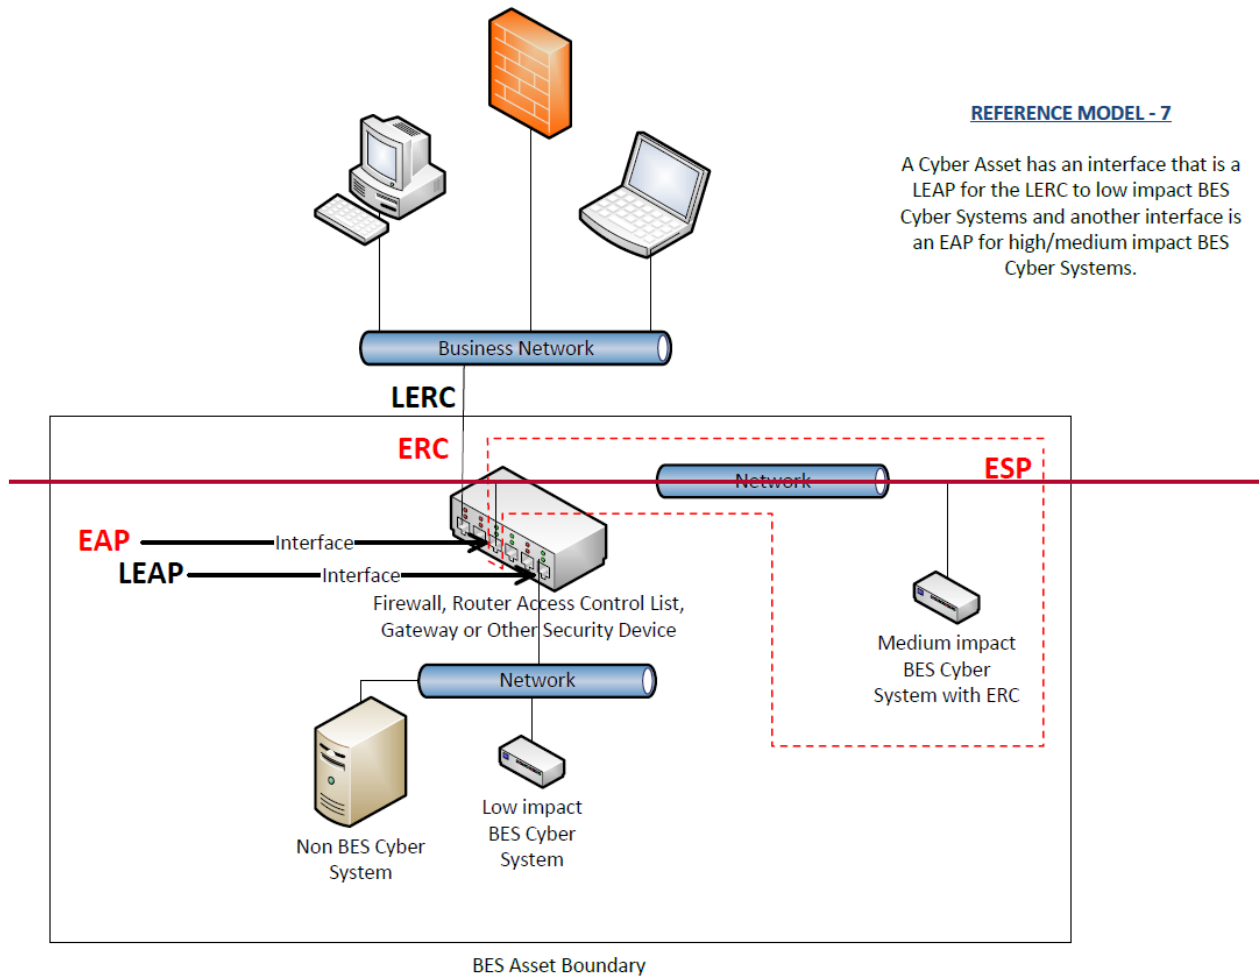 REFERENCE MODEL - 7
A Cyber Asset has an interface that is a
LEAP for the LERC to low impact BES
Cyber Systems and another interface is
an EAP for high/medium impact BES
Cyber Systems.
Business Network
LERC
ERC
ESP
Network
EAP
Interface
LEAP
Interface
Firewall, Router Access Control List,
Gateway or Other Security Device
Medium impact
BES Cyber
System with ERC
Network
Low impact
BES Cyber
System
Non BES Cyber
System
BES Asset Boundary